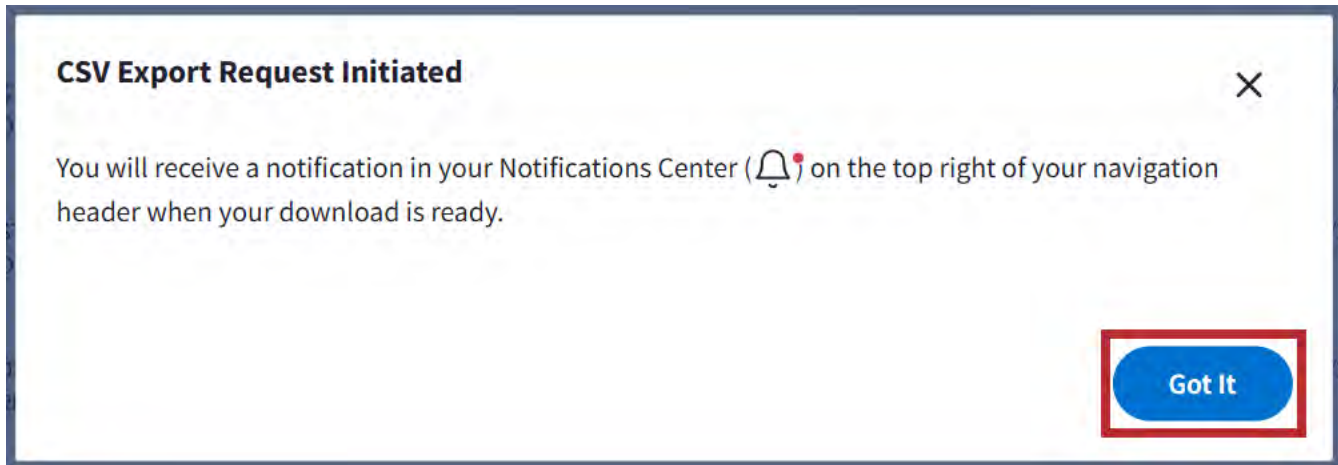 CSV Export Request Initiated
You will receive a notification in your Notifications Center ( ) on the top right of your navigation
header when your download is ready.
Got It